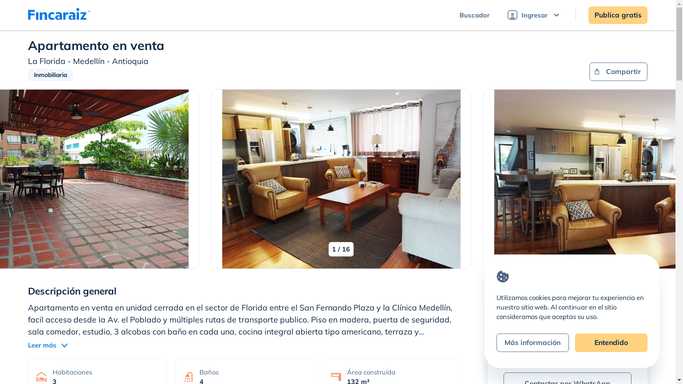 Fincaraiz
Buscador
Ingresar
Publica gratis
Apartamento en venta
La Florida - Medellín - Antioquia
Inmobiliaria
Compartir
1 / 16
Descripción general
Apartamento en venta en unidad cerrada en el sector de Florida entre el San Fernando Plaza y la Clínica Medellín,
facil acceso desde la Av. el Poblado y múltiples rutas de transporte publico. Piso en madera, puerta de seguridad,
sala comedor, estudio, 3 alcobas con baño en cada una, cocina integral abierta tipo americano, terraza y...
Leer más
Habitaciones
3
Baños
4
Área construida
132 m²
Utilizamos cookies para mejorar tu experiencia en
nuestro sitio web. Al continuar en el sitio
consideramos que aceptas su uso.
Más información
Entendido
Contactar por WhatsApp